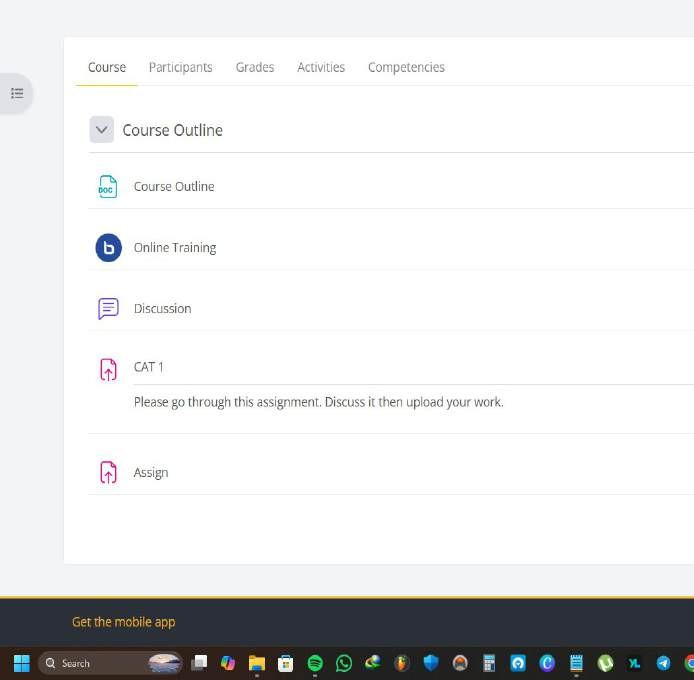 Course Participants Grades Activities Competencies
Course Outline
DOC Course Outline
b Online Training
Discussion
CAT 1
Please go through this assignment. Discuss it then upload your work.
Assign
Get the mobile app
Search